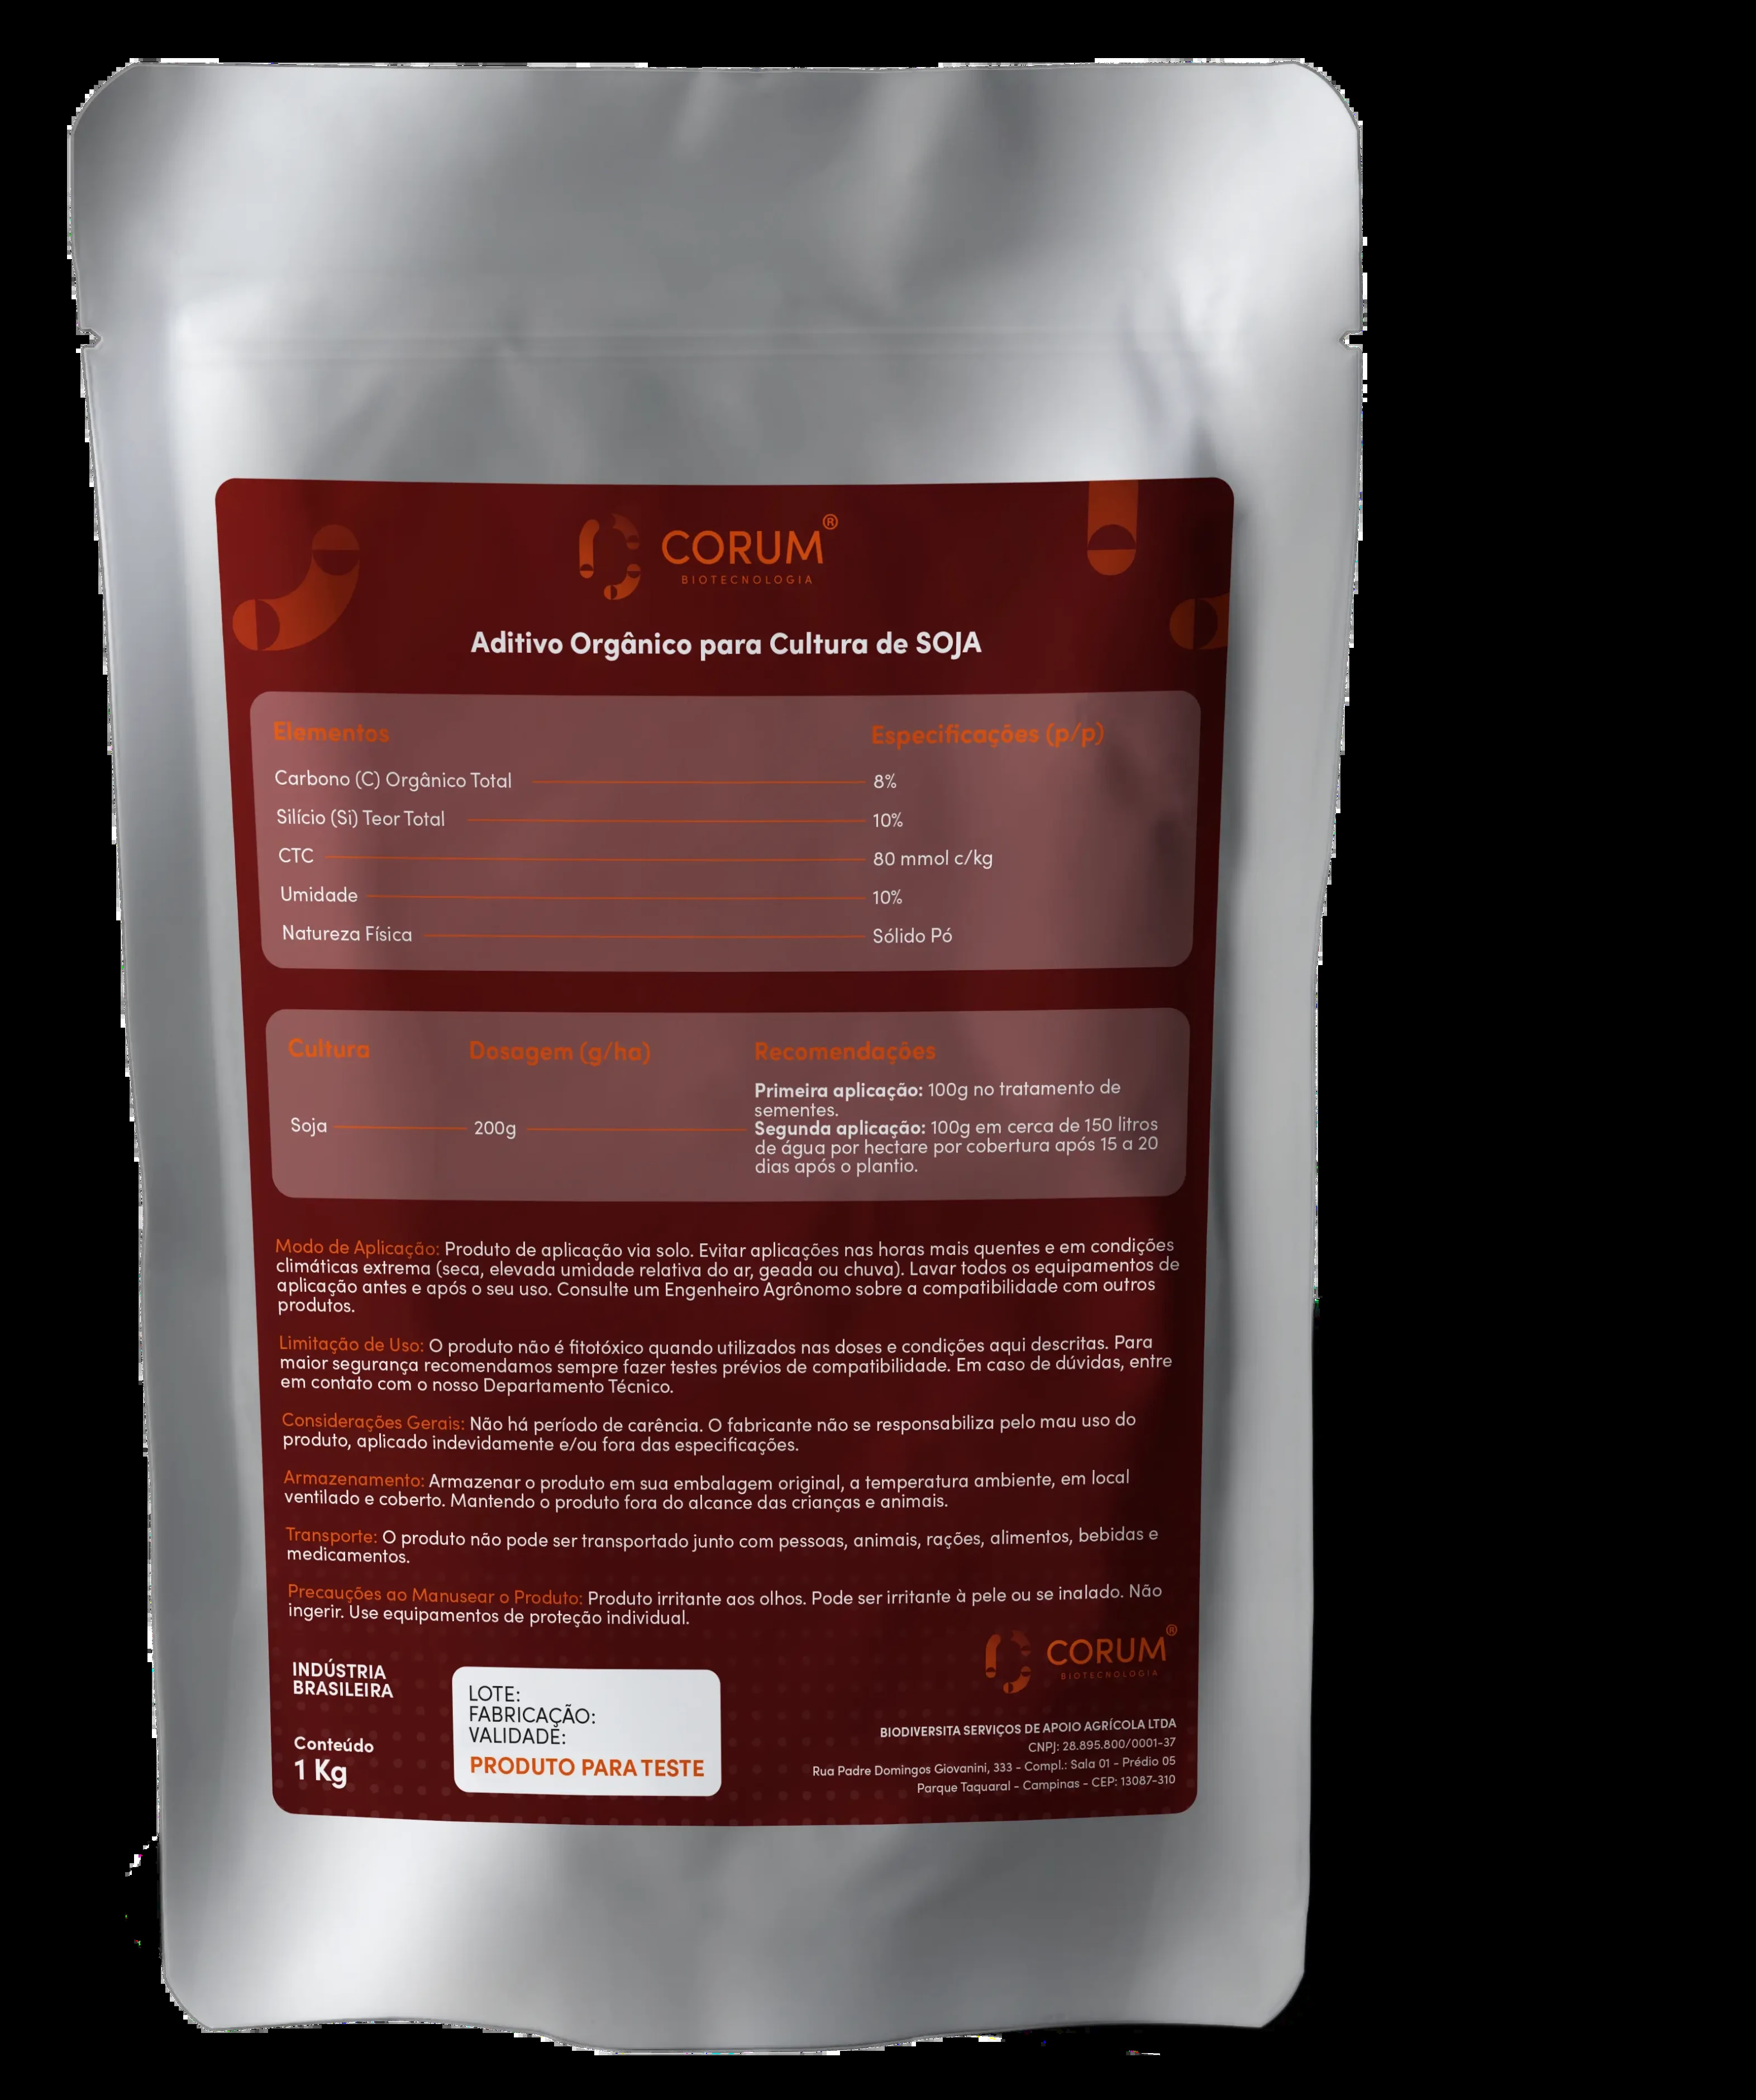 CORUM®
BIOTECNOLOGIA
Aditivo Orgânico para Cultura de SOJA
Elementos Especificações (p/p)
Carbono (C) Orgânico Total 8%
Silício (Si) Teor Total 10%
CTC 80 mmol c/kg
Umidade 10%
Natureza Física Sólido Pó
Cultura Dosagem (g/ha) Recomendações
Soja 200g
Primeira aplicação: 100g no tratamento de
sementes.
Segunda aplicação: 100g em cerca de 150 litros
de água por hectare por cobertura após 15 a 20
dias após o plantio.
Modo de Aplicação: Produto de aplicação via solo. Evitar aplicações nas horas mais quentes e em condições
climáticas extrema (seca, elevada umidade relativa do ar, geada ou chuva). Lavar todos os equipamentos de
aplicação antes e após o seu uso. Consulte um Engenheiro Agrônomo sobre a compatibilidade com outros
produtos.
Limitação de Uso: O produto não é fitotóxico quando utilizados nas doses e condições aqui descritas. Para
maior segurança recomendamos sempre fazer testes prévios de compatibilidade. Em caso de dúvidas, entre
em contato com o nosso Departamento Técnico.
Considerações Gerais: Não há período de carência. O fabricante não se responsabiliza pelo mau uso do
produto, aplicado indevidamente e/ou fora das especificações.
Armazenamento: Armazenar o produto em sua embalagem original, a temperatura ambiente, em local
ventilado e coberto. Mantendo o produto fora do alcance das crianças e animais.
Transporte: O produto não pode ser transportado junto com pessoas, animais, rações, alimentos, bebidas e
medicamentos.
Precauções ao Manusear o Produto: Produto irritante aos olhos. Pode ser irritante à pele ou se inalado. Não
ingerir. Use equipamentos de proteção individual.
INDÚSTRIA
BRASILEIRA
Conteúdo
1 Kg
LOTE:
FABRICAÇÃO:
VALIDADE:
PRODUTO PARA TESTE
CORUM®
BIOTECNOLOGIA
BIODIVERSITA SERVIÇOS DE APOIO AGRÍCOLA LTDA
CNPJ: 28.895.800/0001-37
Rua Padre Domingos Giovanini, 333 - Compl.: Sala 01 - Prédio 05
Parque Taquaral - Campinas - CEP: 13087-310